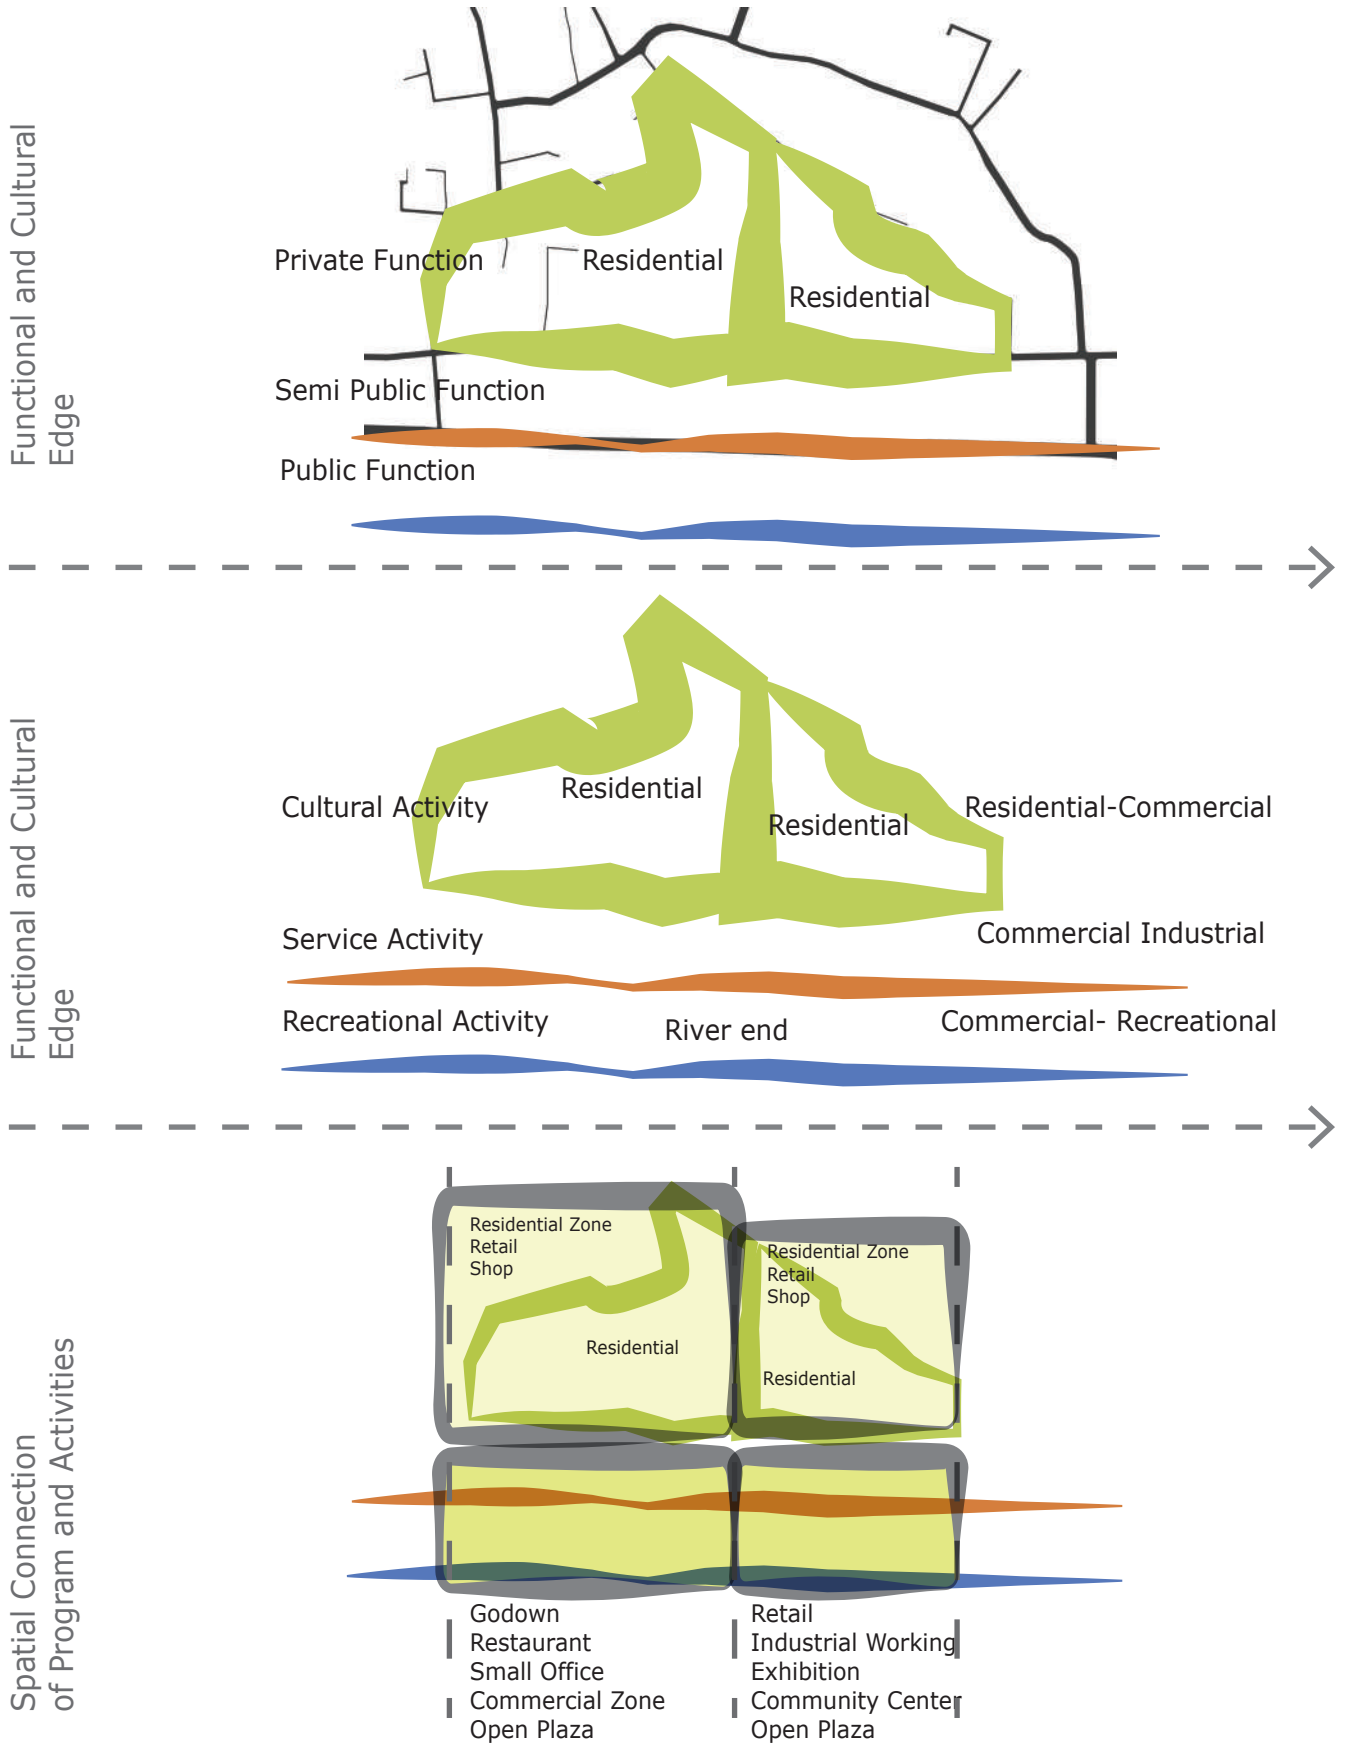 Functional and Cultural
Edge
Private Function
Residential
Residential
Semi Public Function
Public Function
Functional and Cultural
Edge
Residential
Cultural Activity
Residential
Residential-Commercial
Service Activity
Commercial Industrial
Recreational Activity
River end
Commercial- Recreational
Spatial Connection
of Program and Activities
Residential Zone
Retail
Shop
Residential
Residential Zone
Retail
Shop
Residential
Godown
Restaurant
Small Office
Commercial Zone
Open Plaza
Retail
Industrial Working
Exhibition
Community Center
Open Plaza